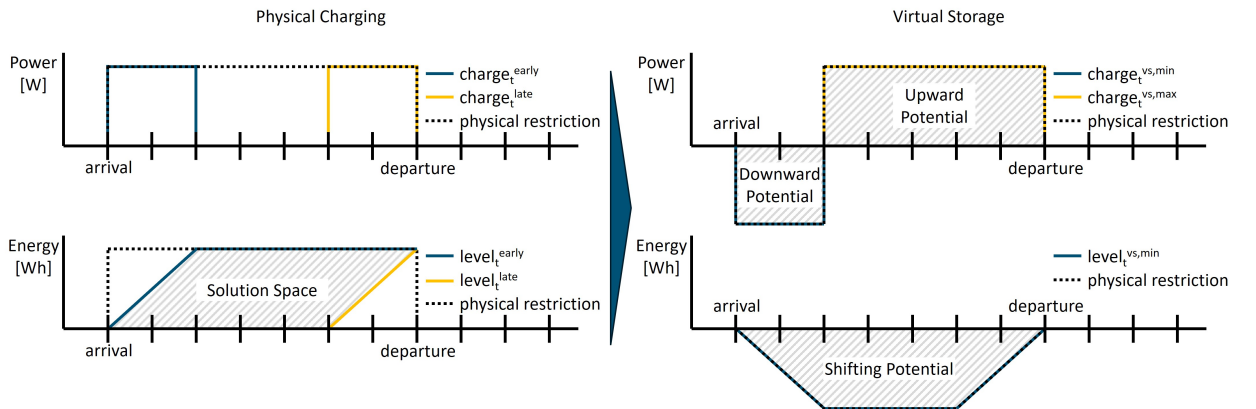 Physical Charging
Power
[W]
charge_t^early
charge_t^late
physical restriction
arrival
departure
Energy
[Wh]
level_t^early
level_t^late
physical restriction
Solution Space
arrival
departure
Virtual Storage
Power
[W]
charge_t^vs,min
charge_t^vs,max
physical restriction
Upward
Potential
arrival
departure
Downward
Potential
Energy
[Wh]
level_t^vs,min
physical restriction
arrival
departure
Shifting Potential